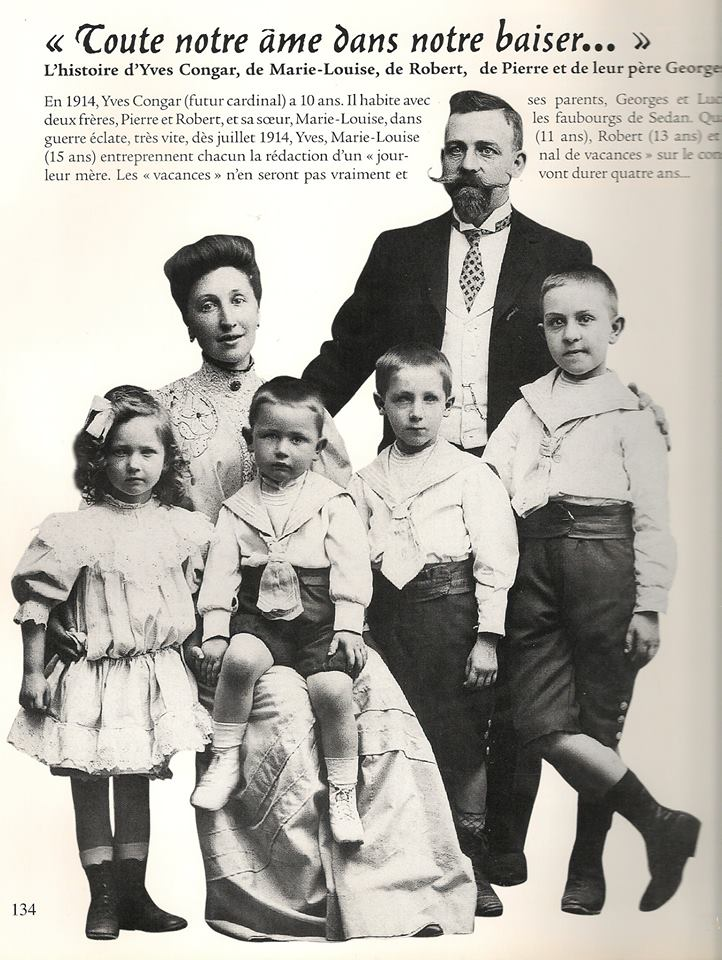 « Toute notre âme dans notre baiser... »
L'histoire d'Yves Congar, de Marie-Louise, de Robert, de Pierre et de leur père George
En 1914, Yves Congar (futur cardinal) a 10 ans. Il habite avec ses parents, Georges et Luc
deux frères, Pierre et Robert, et sa sœur, Marie-Louise, dans les faubourgs de Sedan. Qu
guerre éclate, très vite, dès juillet 1914, Yves, Marie-Louise (11 ans), Robert (13 ans) et
(15 ans) entreprennent chacun la rédaction d'un « jour- nal de vacances » sur le con
leur mère. Les « vacances » n'en seront pas vraiment et vont durer quatre ans...
134